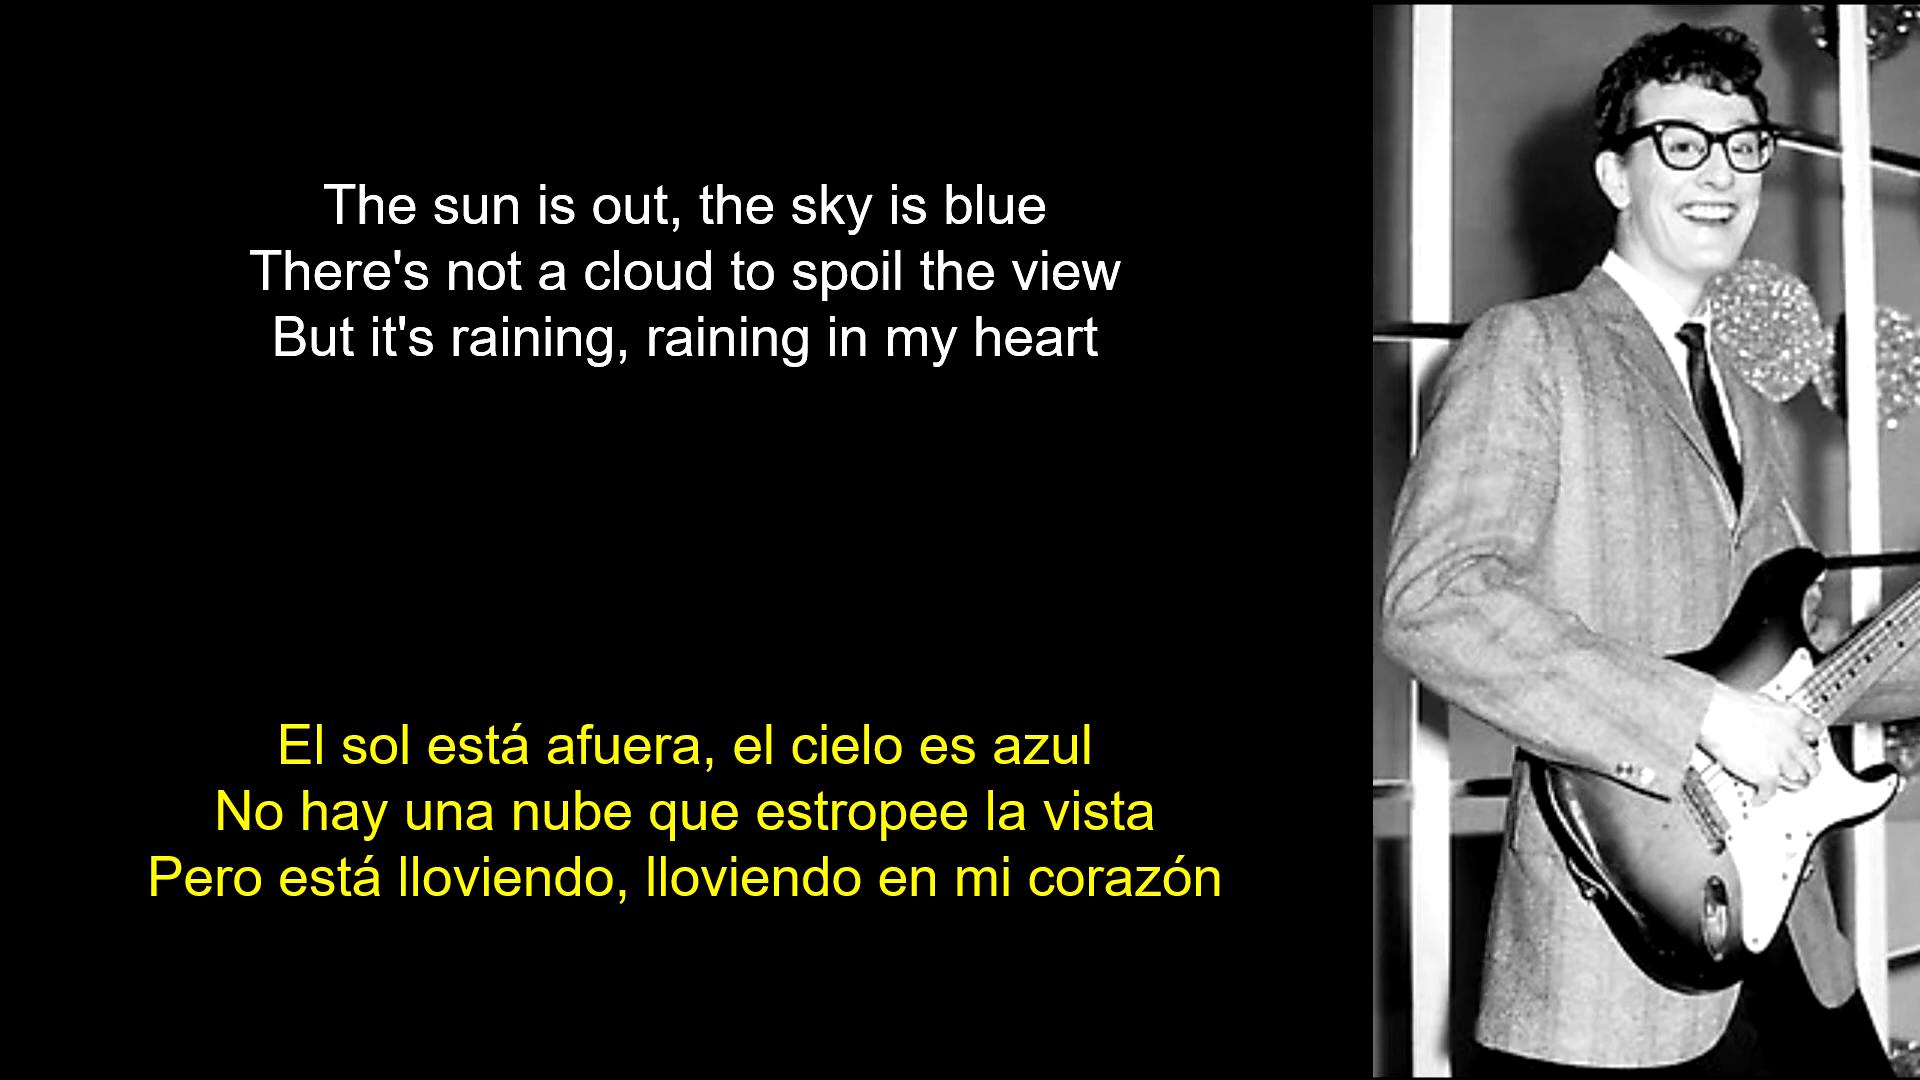 The sun is out, the sky is blue
There's not a cloud to spoil the view
But it's raining, raining in my heart
El sol está afuera, el cielo es azul
No hay una nube que estropee la vista
Pero está lloviendo, lloviendo en mi corazón